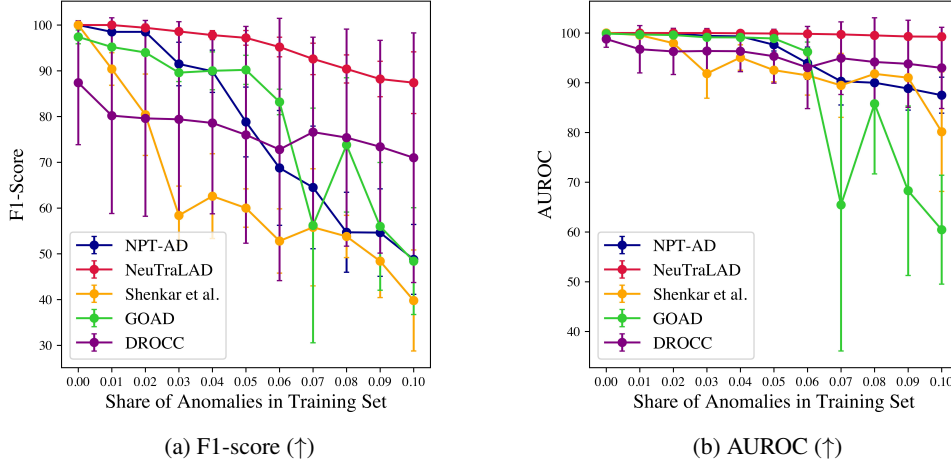 100
90
80
70
60
50
40
30
F1-Score
NPT-AD
NeuTraLAD
Shenkar et al.
GOAD
DROCC
0.00 0.01 0.02 0.03 0.04 0.05 0.06 0.07 0.08 0.09 0.10
Share of Anomalies in Training Set
(a) F1-score (↑)
100
90
80
70
60
50
40
AUROC
NPT-AD
NeuTraLAD
Shenkar et al.
GOAD
DROCC
0.00 0.01 0.02 0.03 0.04 0.05 0.06 0.07 0.08 0.09 0.10
Share of Anomalies in Training Set
(b) AUROC (↑)